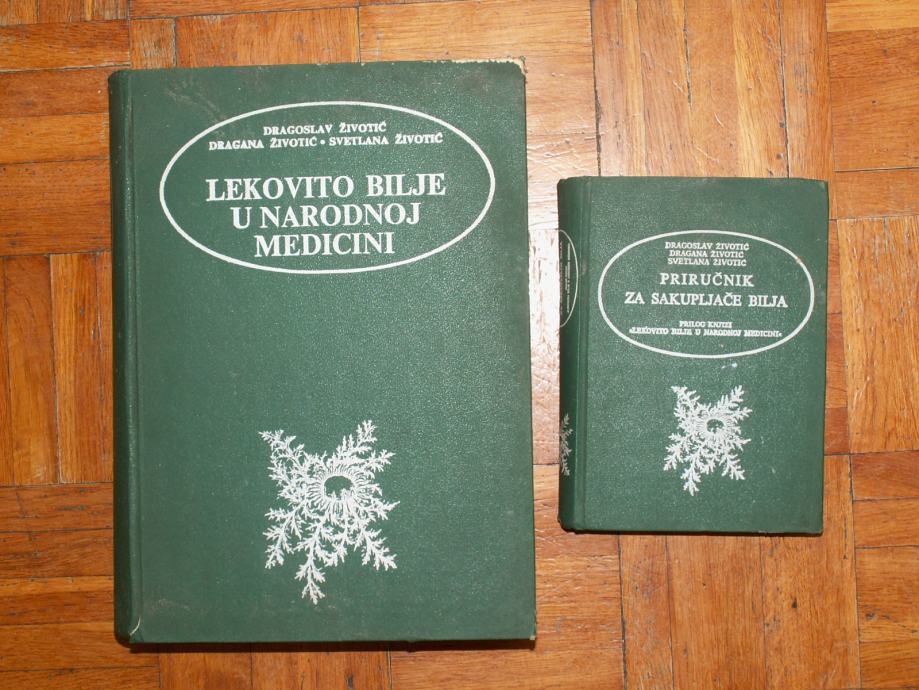 DRAGOSLAV ŽIVOTIĆ
DRAGANA ŽIVOTIĆ • SVETLANA ŽIVOTIĆ
LEKOVITO BILJE
U NARODNOJ
MEDICINI
DRAGOSLAV ŽIVOTIĆ
DRAGANA ŽIVOTIĆ
SVETLANA ŽIVOTIĆ
PRIRUČNIK
ZA SAKUPLJAČE BILJA
PRILOG KNJIZI
»LEKOVITO BILJE U NARODNOJ MEDICINI«